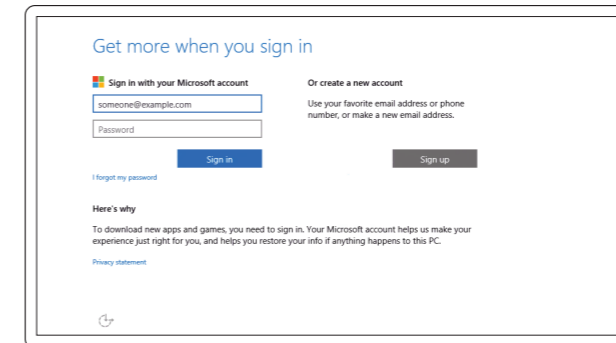 Get more when you sign in
Sign in with your Microsoft account
someone@example.com
Password
Sign in
I forgot my password
Or create a new account
Use your favorite email address or phone
number, or make a new email address.
Sign up
Here's why
To download new apps and games, you need to sign in. Your Microsoft account helps us make your
experience just right for you, and helps you restore your info if anything happens to this PC.
Privacy statement